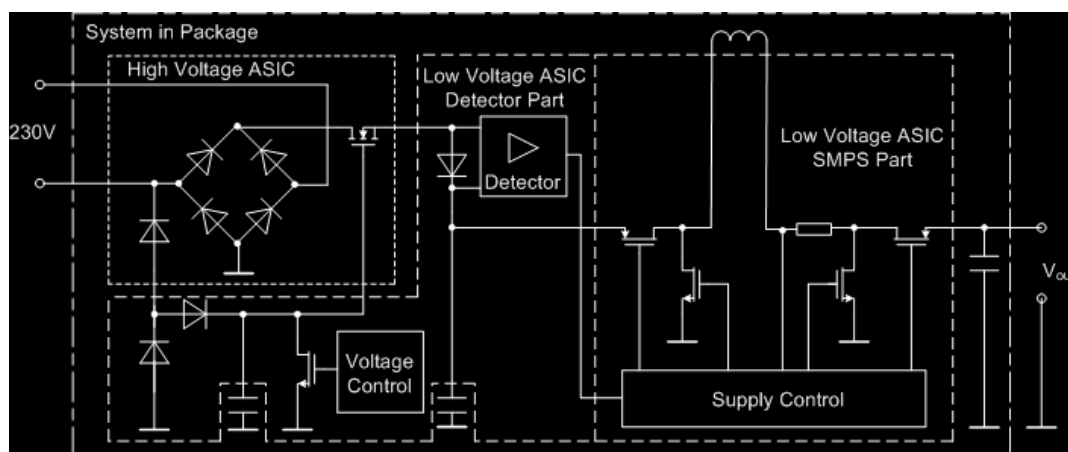 System in Package
High Voltage ASIC
Low Voltage ASIC
Detector Part
230V
Low Voltage ASIC
SMPS Part
Detector
Voltage
Control
Supply Control